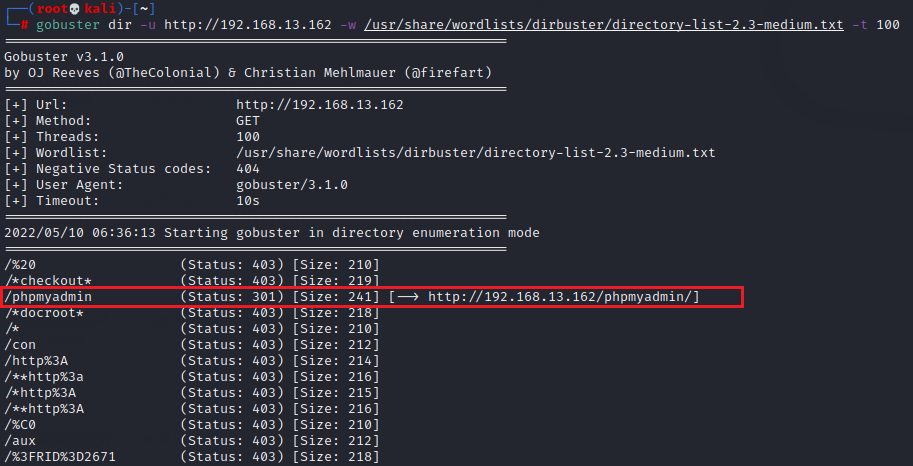 ┌──(root💀kali)-[~]
└─# gobuster dir -u http://192.168.13.162 -w /usr/share/wordlists/dirbuster/directory-list-2.3-medium.txt -t 100
===============================================================
Gobuster v3.1.0
by OJ Reeves (@TheColonial) & Christian Mehlmauer (@firefart)
===============================================================
[+] Url:                     http://192.168.13.162
[+] Method:                  GET
[+] Threads:                 100
[+] Wordlist:                /usr/share/wordlists/dirbuster/directory-list-2.3-medium.txt
[+] Negative Status codes:   404
[+] User Agent:              gobuster/3.1.0
[+] Timeout:                 10s
===============================================================
2022/05/10 06:36:13 Starting gobuster in directory enumeration mode
===============================================================
/%20                  (Status: 403) [Size: 210]
/*checkout*           (Status: 403) [Size: 219]
/phpmyadmin           (Status: 301) [Size: 241] [--> http://192.168.13.162/phpmyadmin/]
/*docroot*            (Status: 403) [Size: 218]
/*                    (Status: 403) [Size: 210]
/con                  (Status: 403) [Size: 212]
/http%3A              (Status: 403) [Size: 214]
/**http%3a            (Status: 403) [Size: 216]
/*http%3A             (Status: 403) [Size: 215]
/**http%3A            (Status: 403) [Size: 216]
/%C0                  (Status: 403) [Size: 210]
/aux                  (Status: 403) [Size: 212]
/%3FRID%3D2671        (Status: 403) [Size: 218]